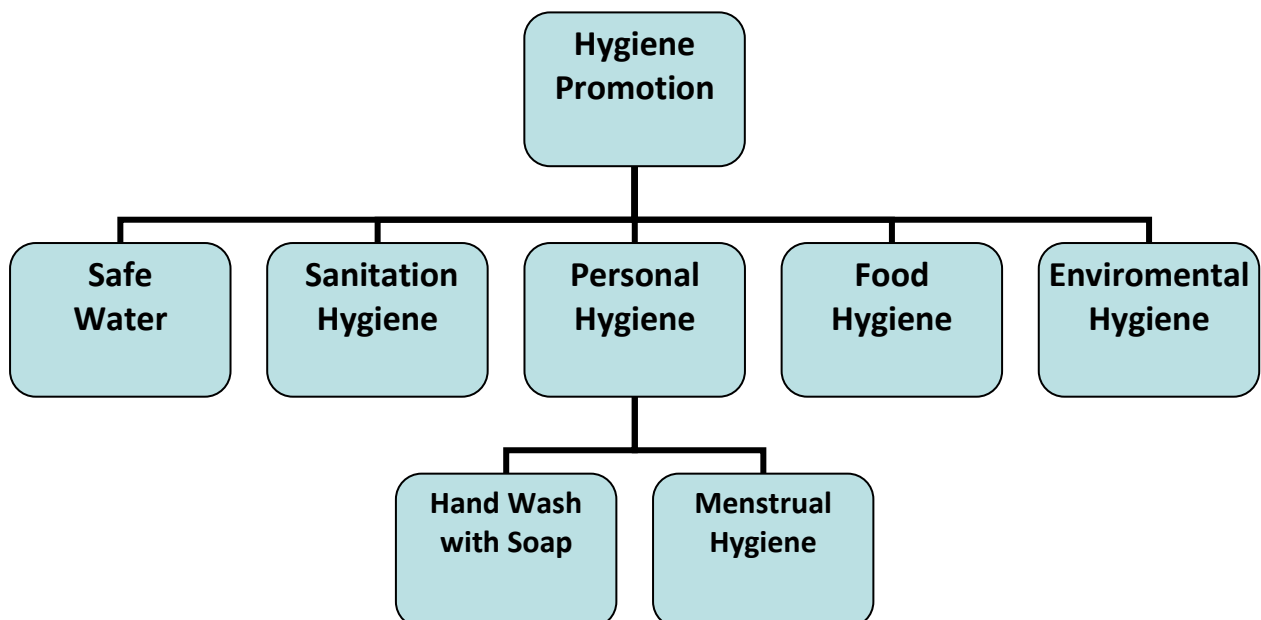 Hygiene
Promotion
Safe
Water
Sanitation
Hygiene
Personal
Hygiene
Food
Hygiene
Enviromental
Hygiene
Hand Wash
with Soap
Menstrual
Hygiene